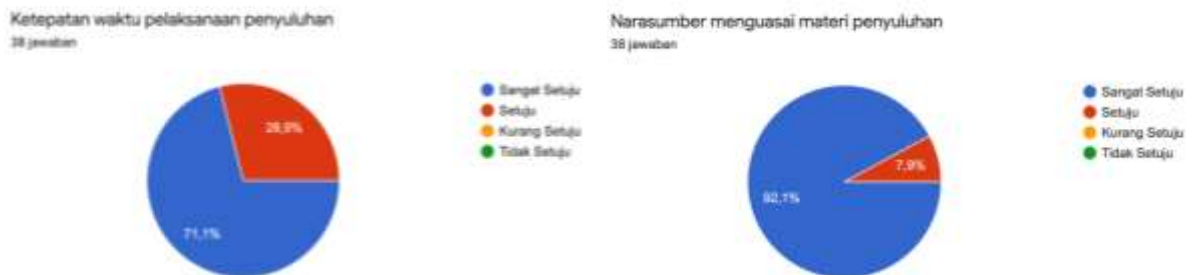 Ketepatan waktu pelaksanaan penyuluhan
38 jawaban
Sangat Setuju
Setuju
Kurang Setuju
Tidak Setuju
28,9%
71,1%
Narasumber menguasai materi penyuluhan
38 jawaban
Sangat Setuju
Setuju
Kurang Setuju
Tidak Setuju
7,9%
92,1%